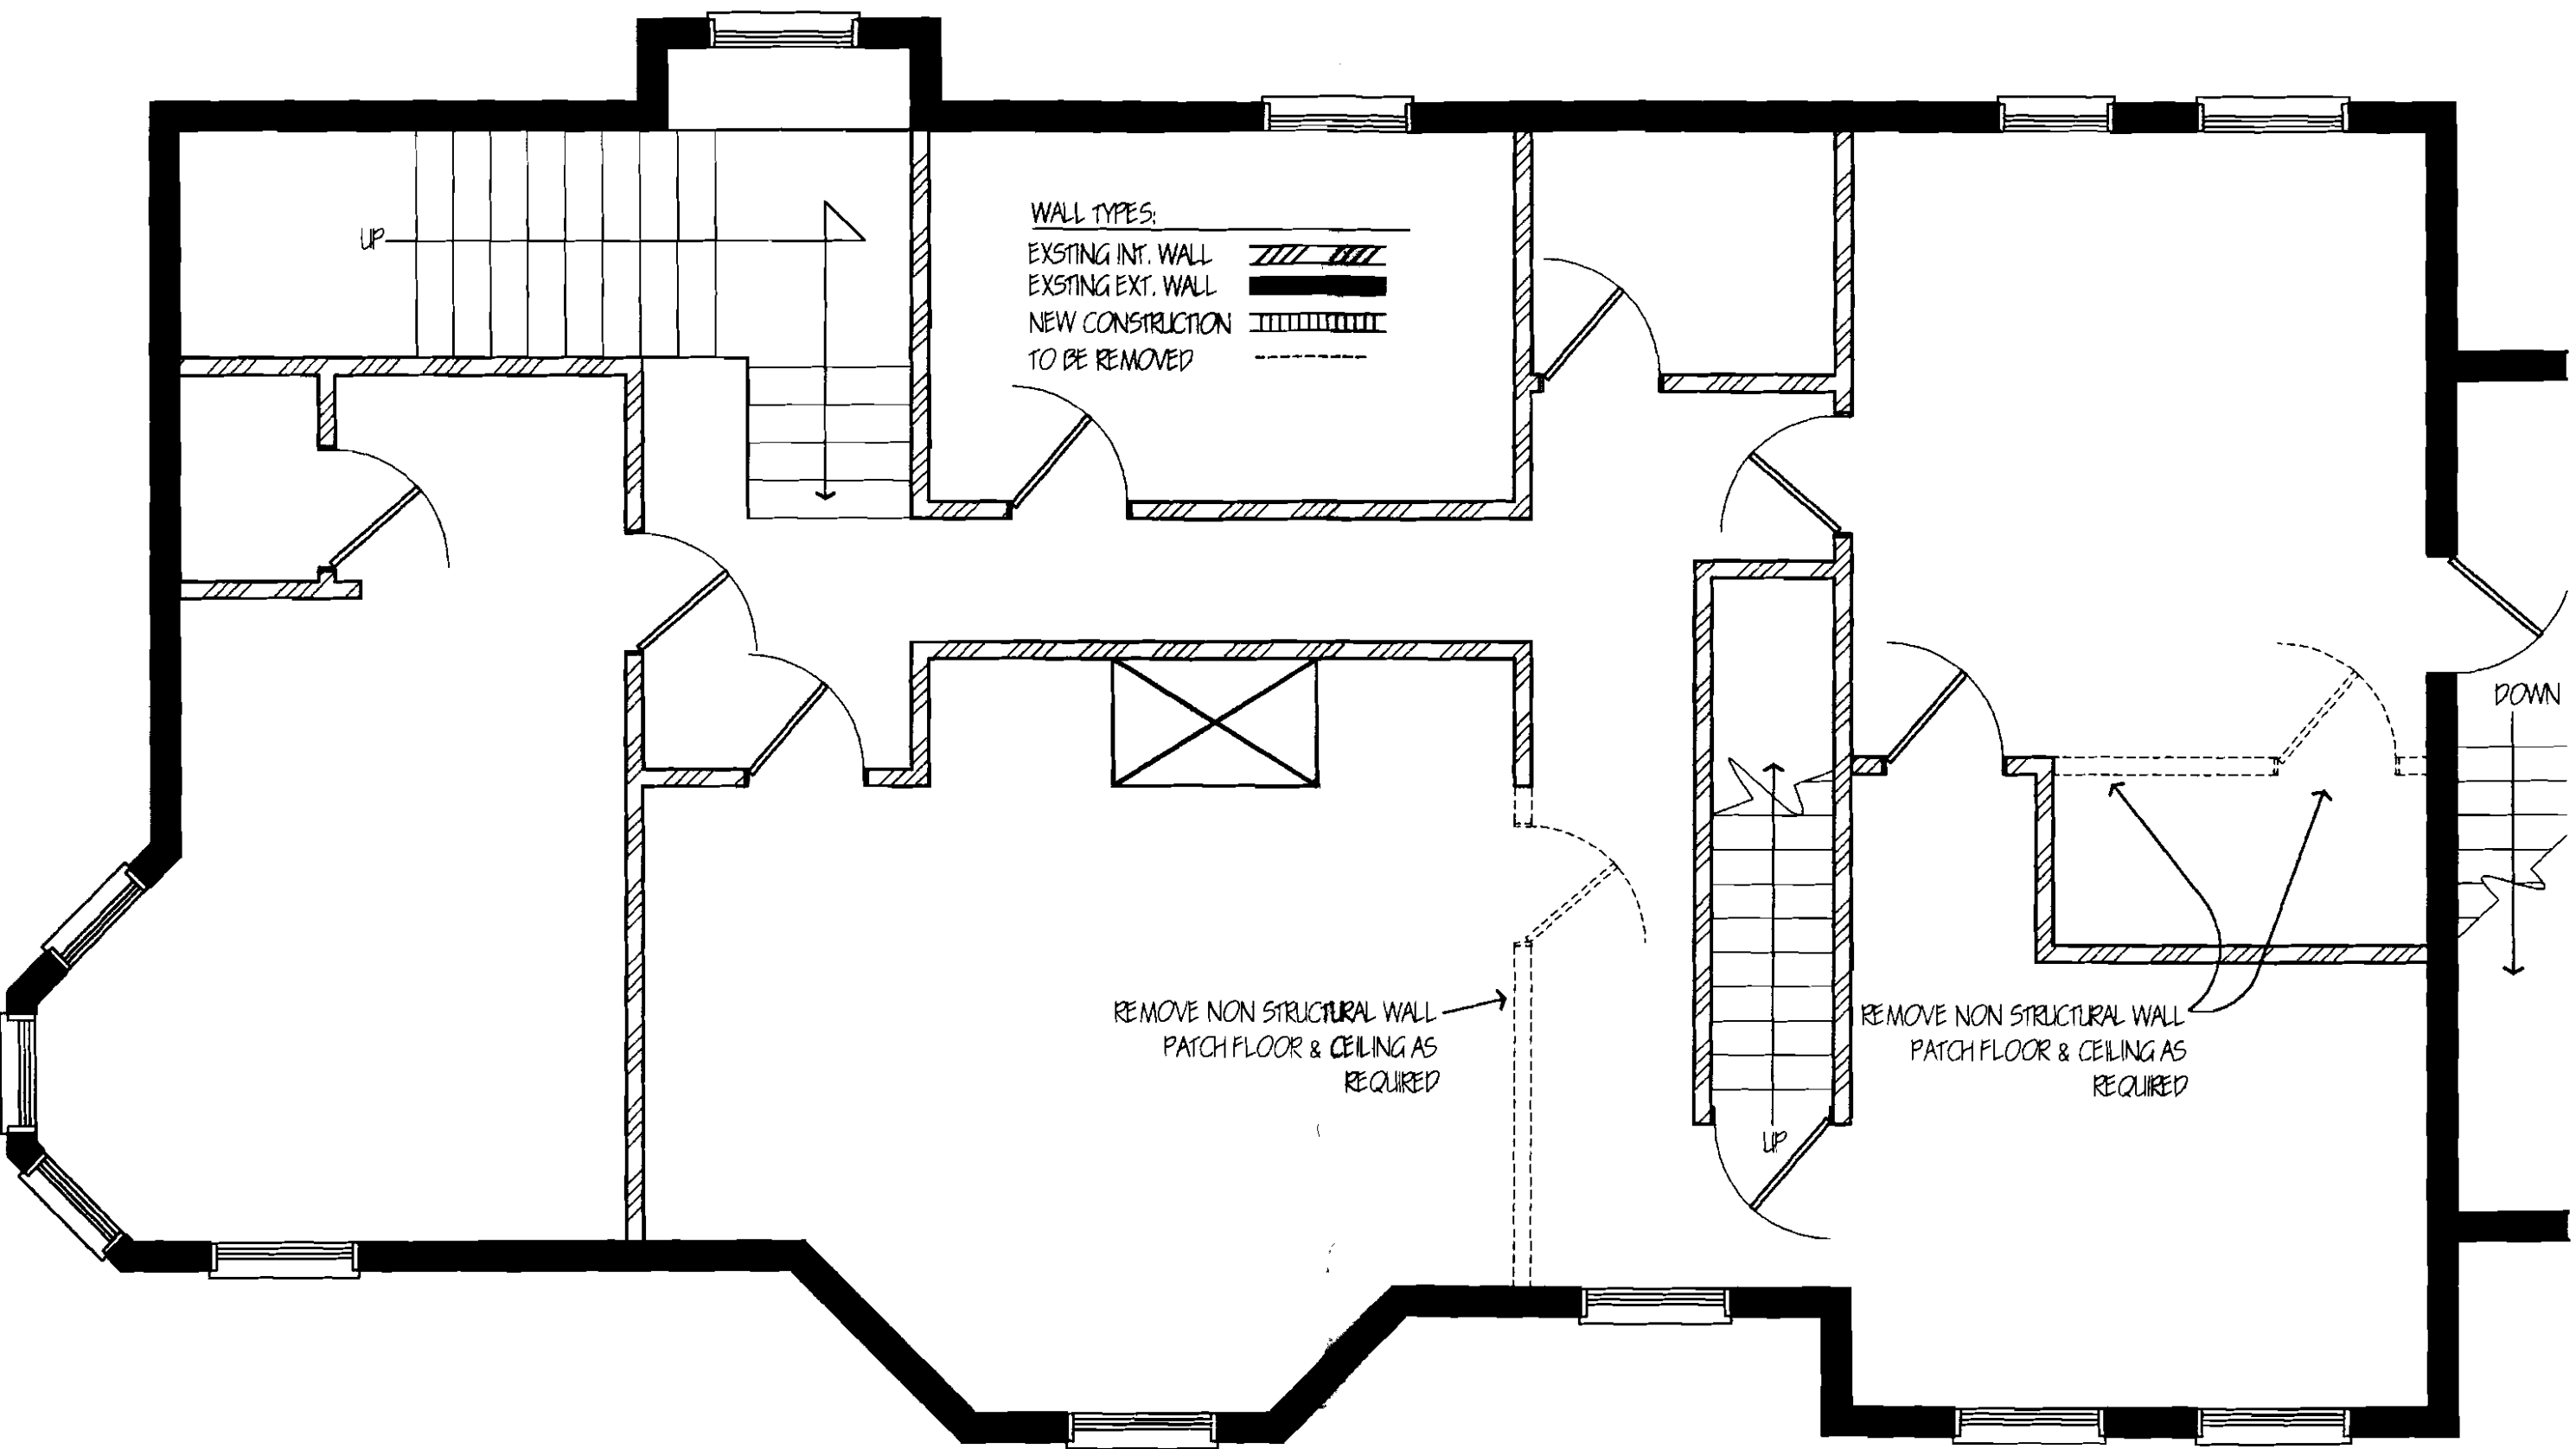 WALL TYPES:
EXSTING INT. WALL
EXSTING EXT. WALL
NEW CONSTRUCTION
TO BE REMOVED
UP
DOWN
REMOVE NON STRUCTURAL WALL
PATCH FLOOR & CEILING AS
REQUIRED
REMOVE NON STRUCTURAL WALL
PATCH FLOOR & CEILING AS
REQUIRED
UP